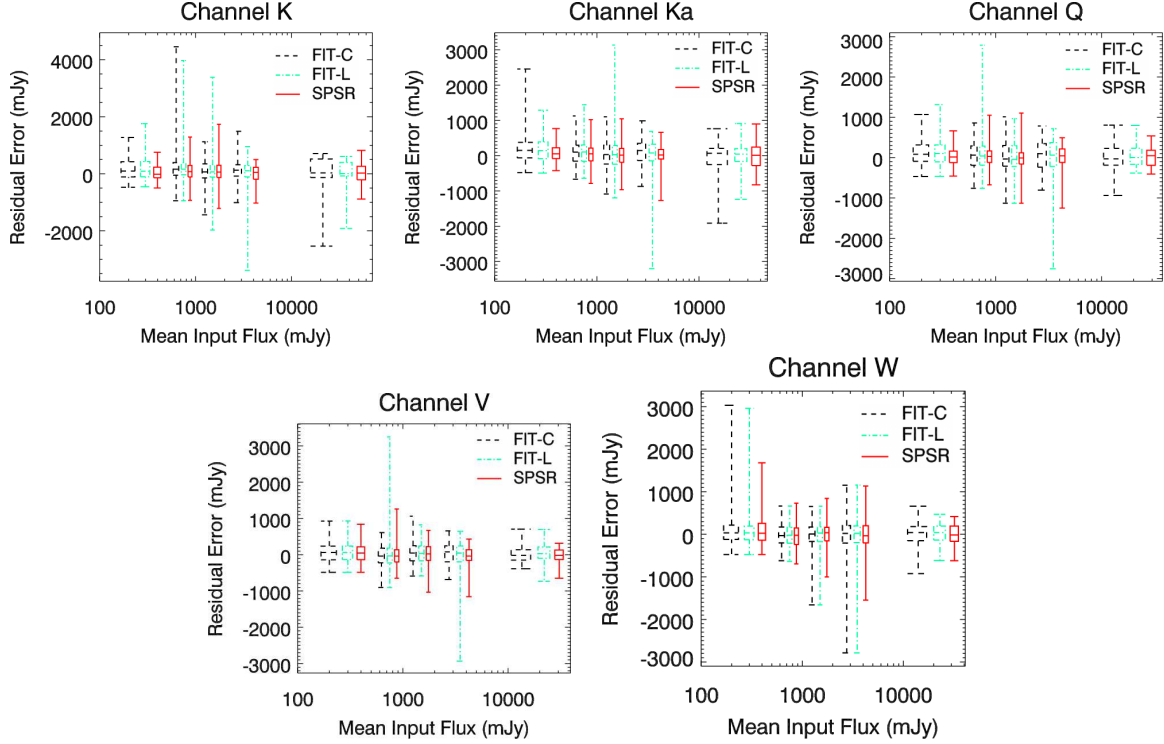 Channel K
Residual Error (mJy)
4000
2000
0
-2000
FIT-C
FIT-L
SPSR
100
1000
10000
Mean Input Flux (mJy)
Channel Ka
Residual Error (mJy)
3000
2000
1000
0
-1000
-2000
-3000
FIT-C
FIT-L
SPSR
100
1000
10000
Mean Input Flux (mJy)
Channel Q
Residual Error (mJy)
3000
2000
1000
0
-1000
-2000
-3000
FIT-C
FIT-L
SPSR
100
1000
10000
Mean Input Flux (mJy)
Channel V
Residual Error (mJy)
3000
2000
1000
0
-1000
-2000
-3000
FIT-C
FIT-L
SPSR
100
1000
10000
Mean Input Flux (mJy)
Channel W
Residual Error (mJy)
3000
2000
1000
0
-1000
-2000
-3000
FIT-C
FIT-L
SPSR
100
1000
10000
Mean Input Flux (mJy)